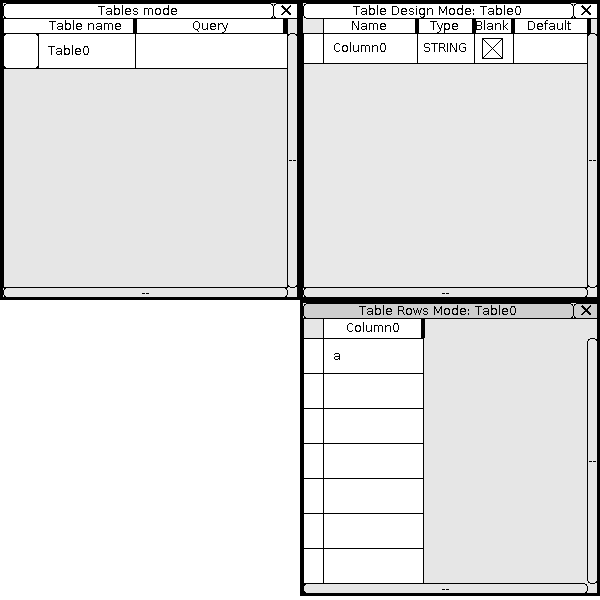 Tables mode
Table name Query
Table0
Table Design Mode: Table0
Name Type Blank Default
Column0 STRING
Table Rows Mode: Table0
Column0
a